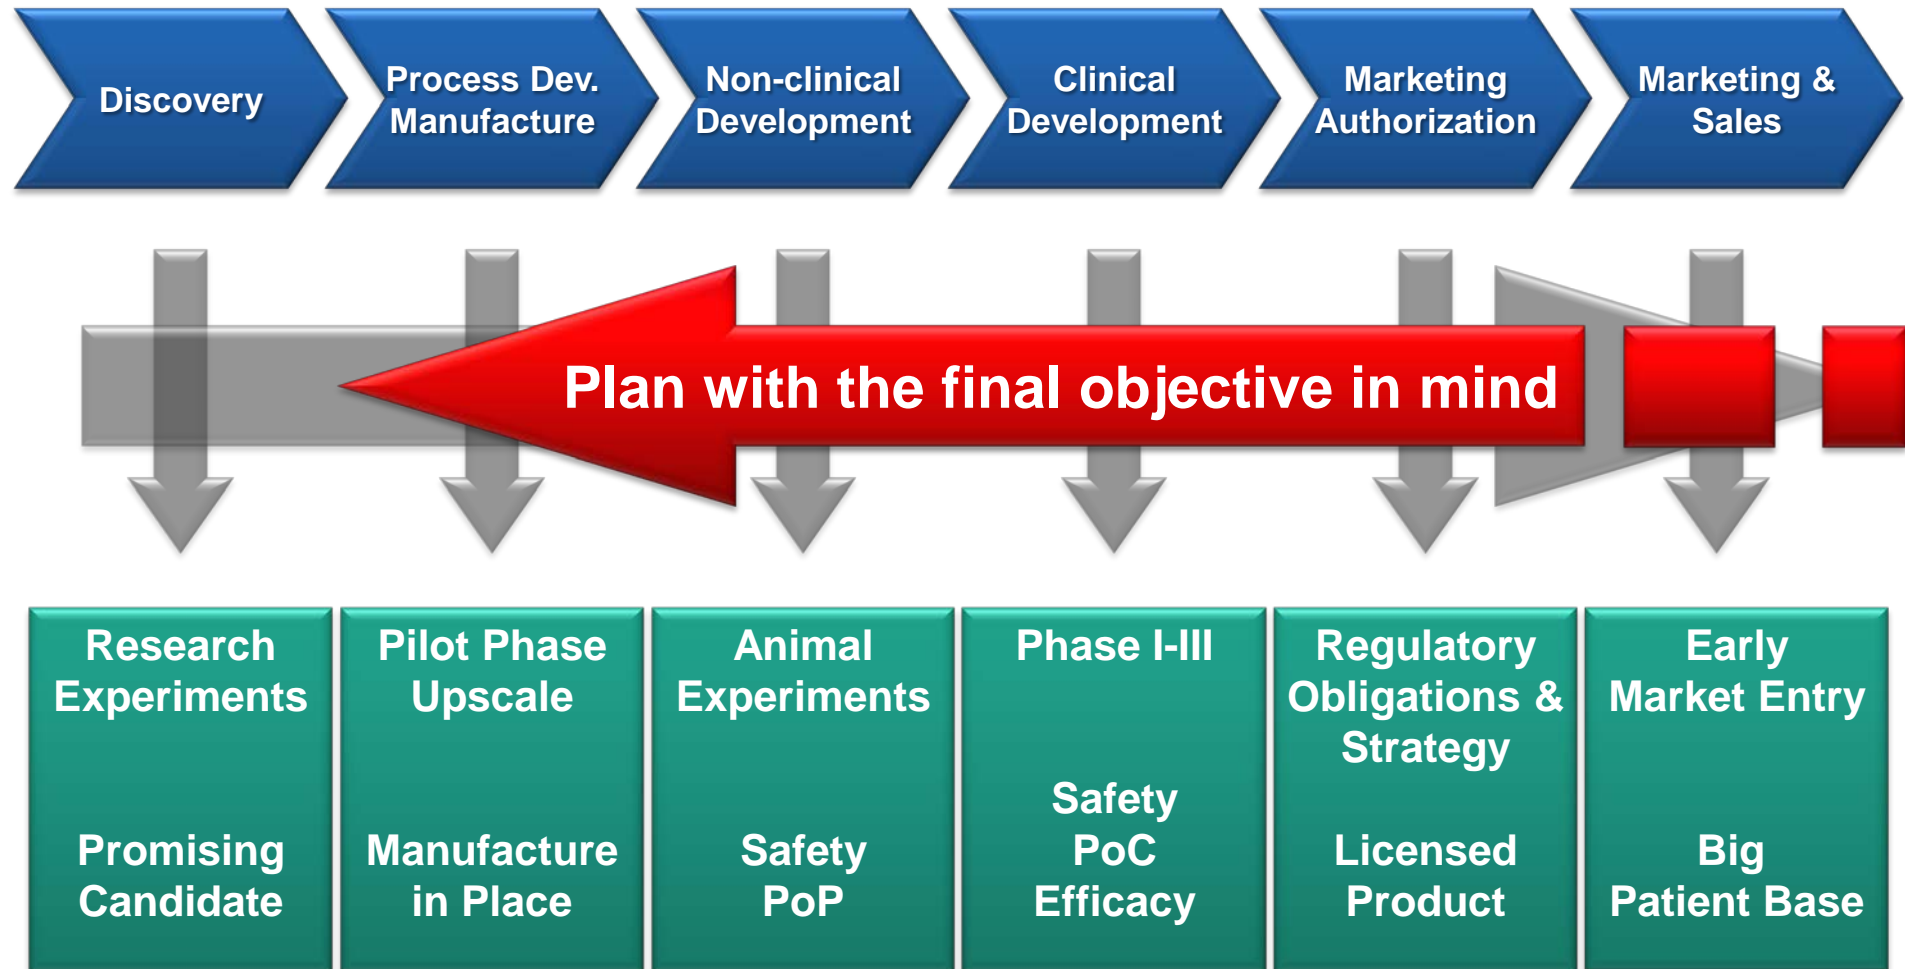 Discovery
Process Dev.
Manufacture
Non-clinical
Development
Clinical
Development
Marketing
Authorization
Marketing &
Sales
Plan with the final objective in mind
Research
Experiments
Promising
Candidate
Pilot Phase
Upscale
Manufacture
in Place
Animal
Experiments
Safety
PoP
Phase I-III
Safety
PoC
Efficacy
Regulatory
Obligations &
Strategy
Licensed
Product
Early
Market Entry
Big
Patient Base